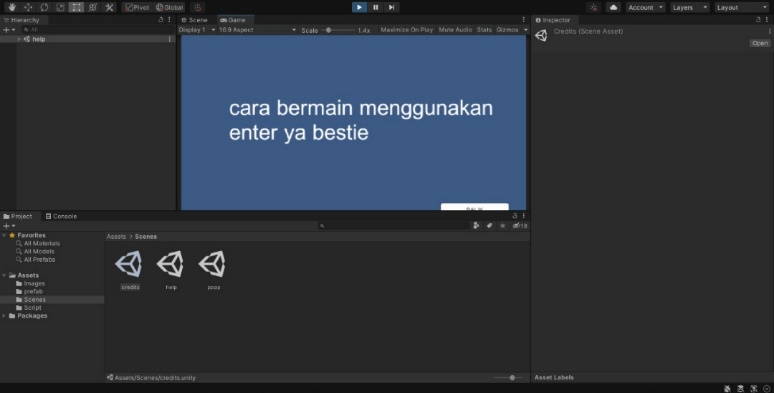 Pivot Global
Account Layers Layout
Hierarchy
All
help
Scene Game
Display 1 16:9 Aspect Scale 1.4x Maximize On Play Mute Audio Stats Gizmos
cara bermain menggunakan
enter ya bestie
Inspector
Credits (Scene Asset)
Open
Project Console
18
Favorites
All Materials
All Models
All Prefabs
Assets
Images
prefab
Scenes
Script
Packages
Assets > Scenes
credits help
Assets/Scenes/credits.unity
Asset Labels